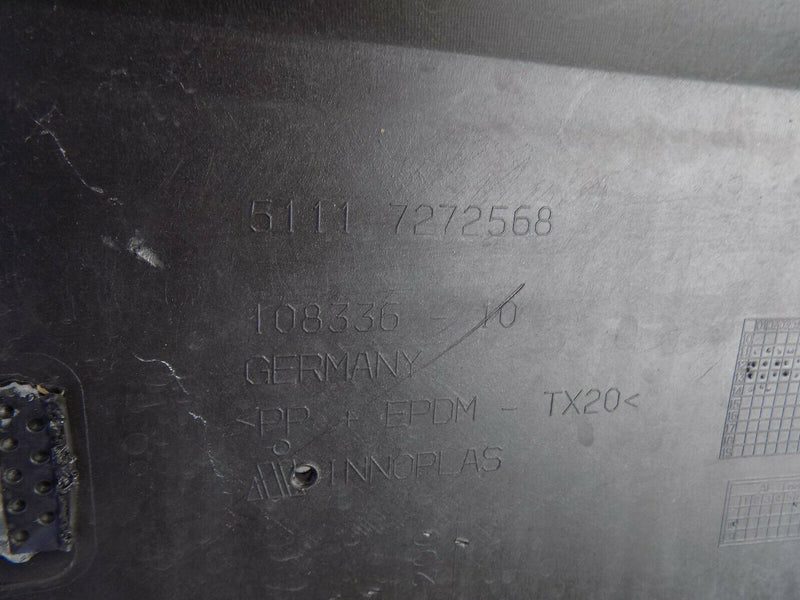 5111 7272568
108336 - 10
GERMANY
<PP + EPDM - TX20<
INNOPLAS